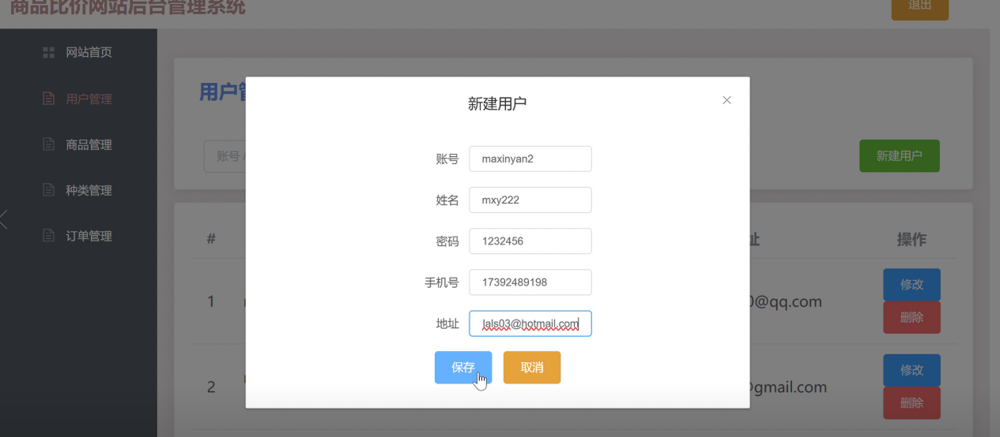 商品比价网站后台管理系统
退出
网站首页
用户管理
商品管理
种类管理
订单管理
用户管
账号 /
新建用户
新建用户
账号 maxinyan2
姓名 mxy222
密码 1232456
手机号 17392489198
地址 lals03@hotmail.com
保存 取消
# 址 操作
1 0@qq.com 修改
删除
2 @gmail.com 修改
删除